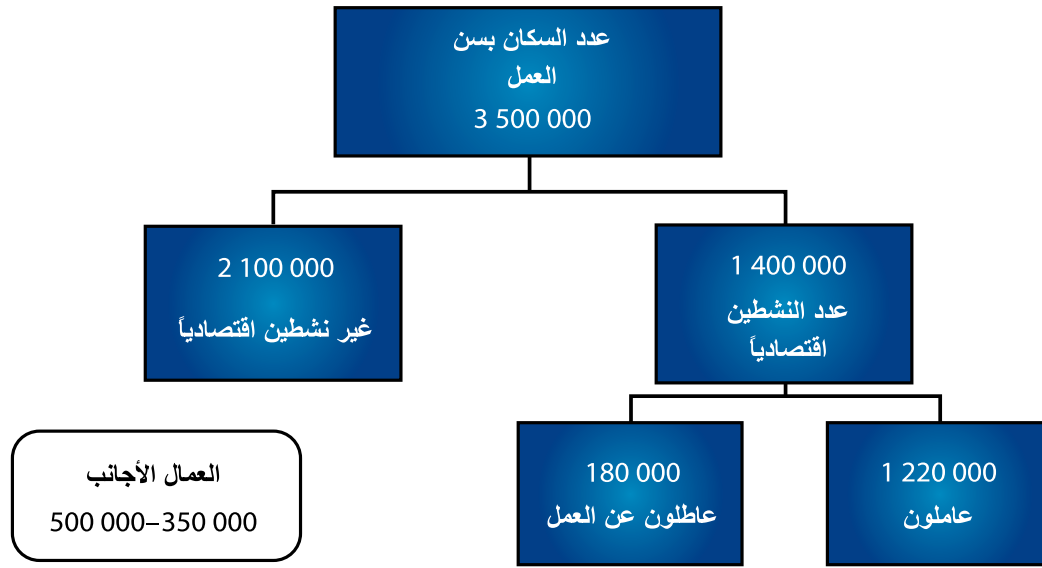 عدد السكان بسن
العمل
3 500 000
1 400 000
عدد النشطين
اقتصادياً
2 100 000
غير نشطين اقتصادياً
1 220 000
عاملون
180 000
عاطلون عن العمل
العمال الأجانب
500 000–350 000